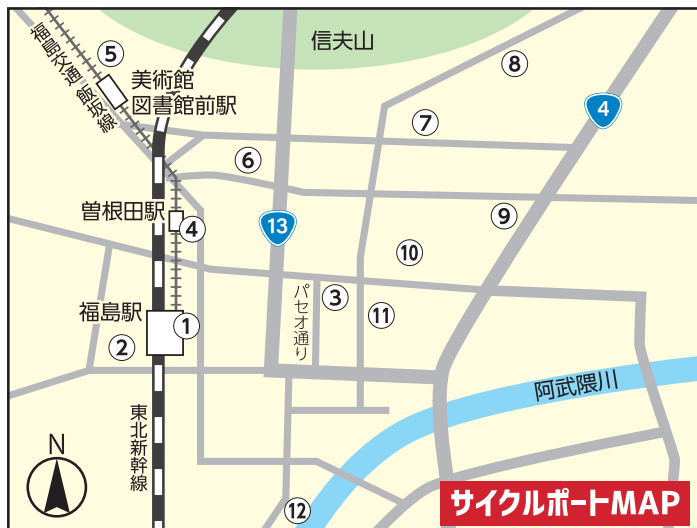 信夫山
福島交通飯坂線
⑤
美術館
図書館前駅
⑧
4
⑦
⑥
曽根田駅
④
13
⑨
⑩
福島駅
①
②
パセオ通り
③
⑪
東北新幹線
阿武隈川
N
⑫
サイクルポートMAP